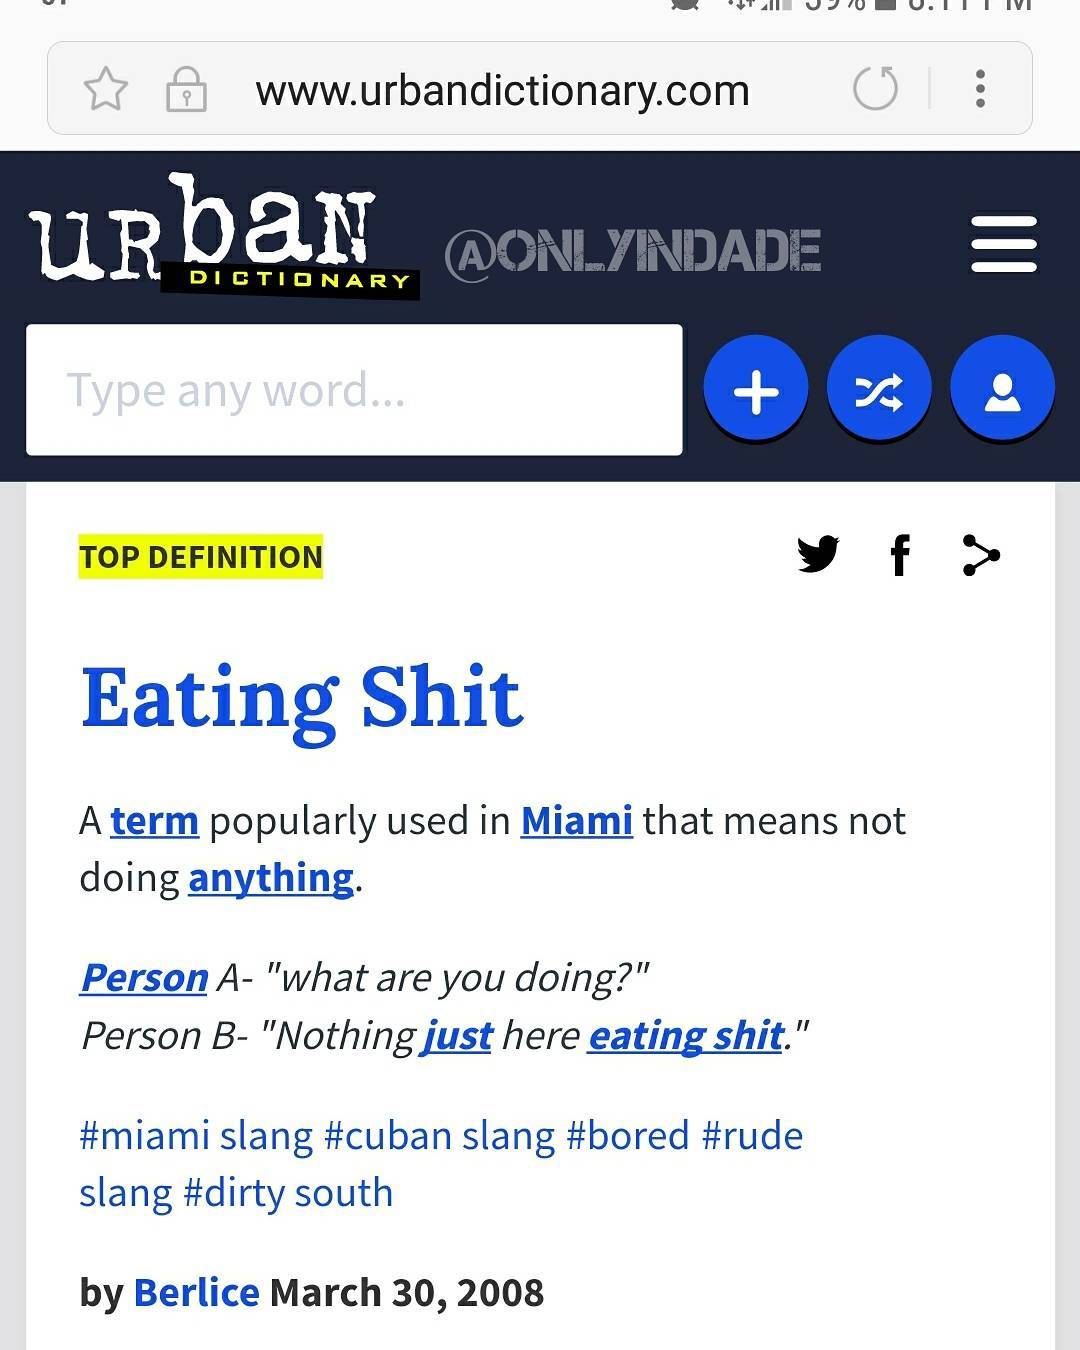 www.urbandictionary.com
urban
DICTIONARY
@ONLYINDADE
Type any word...
TOP DEFINITION
Eating Shit
A term popularly used in Miami that means not
doing anything.
Person A- "what are you doing?"
Person B- "Nothing just here eating shit."
#miami slang #cuban slang #bored #rude
slang #dirty south
by Berlice March 30, 2008